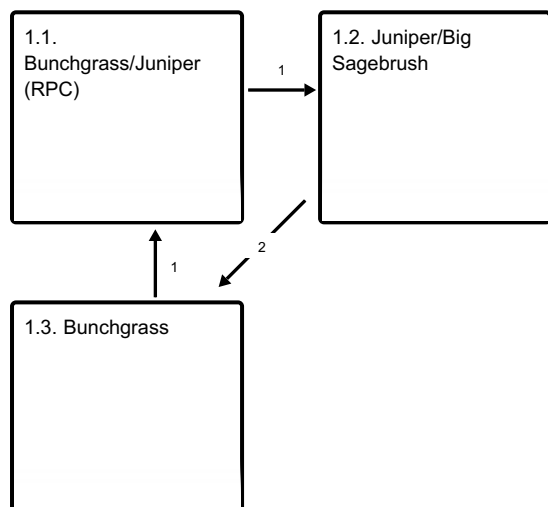 1.1.
Bunchgrass/Juniper
(RPC)
1.2. Juniper/Big
Sagebrush
1
2
1
1.3. Bunchgrass